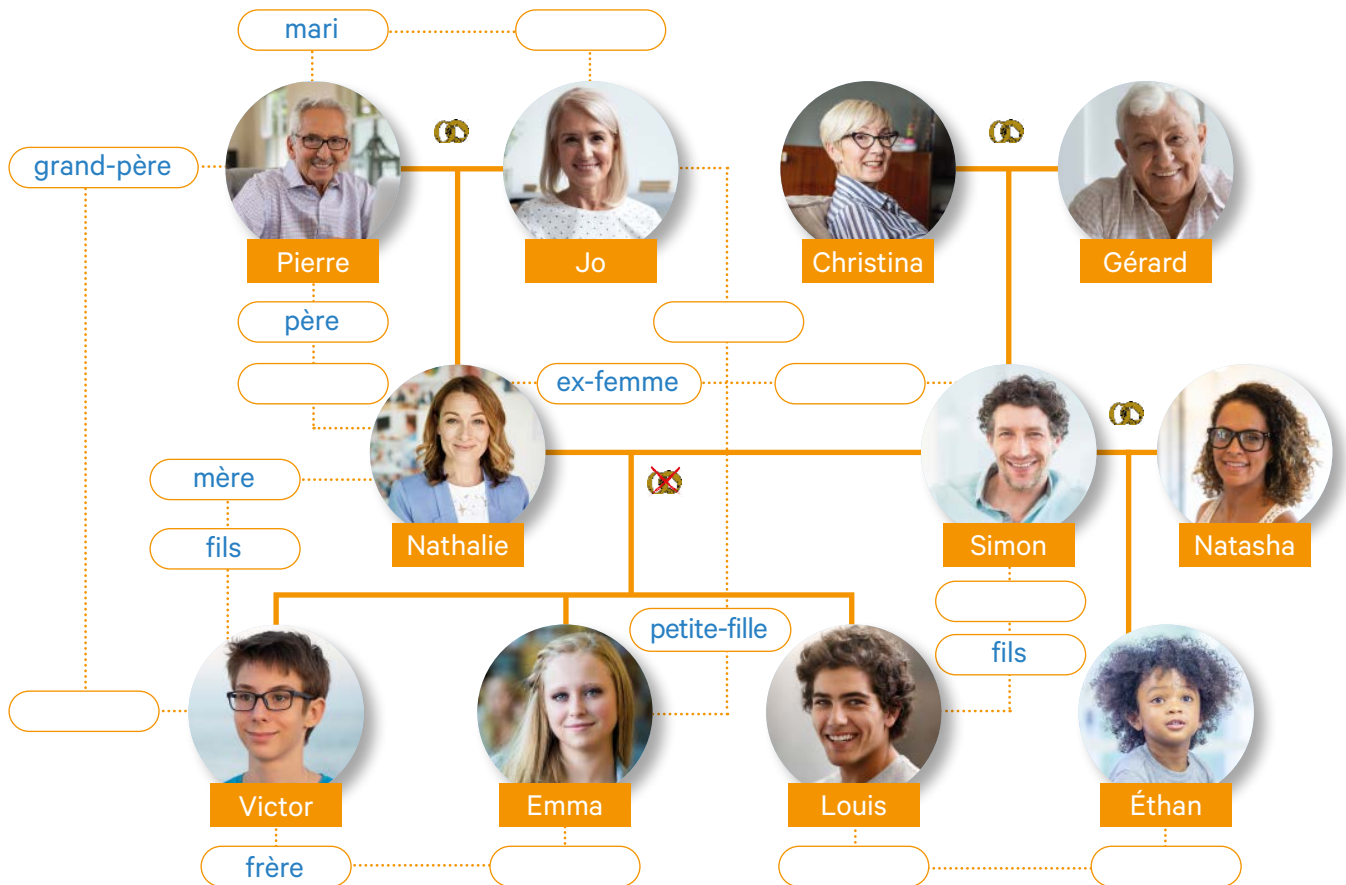 mari
grand-père
Pierre
Jo
Christina
Gérard
père
ex-femme
mère
Nathalie
Simon
Natasha
fils
petite-fille
fils
Victor
Emma
Louis
Éthan
frère